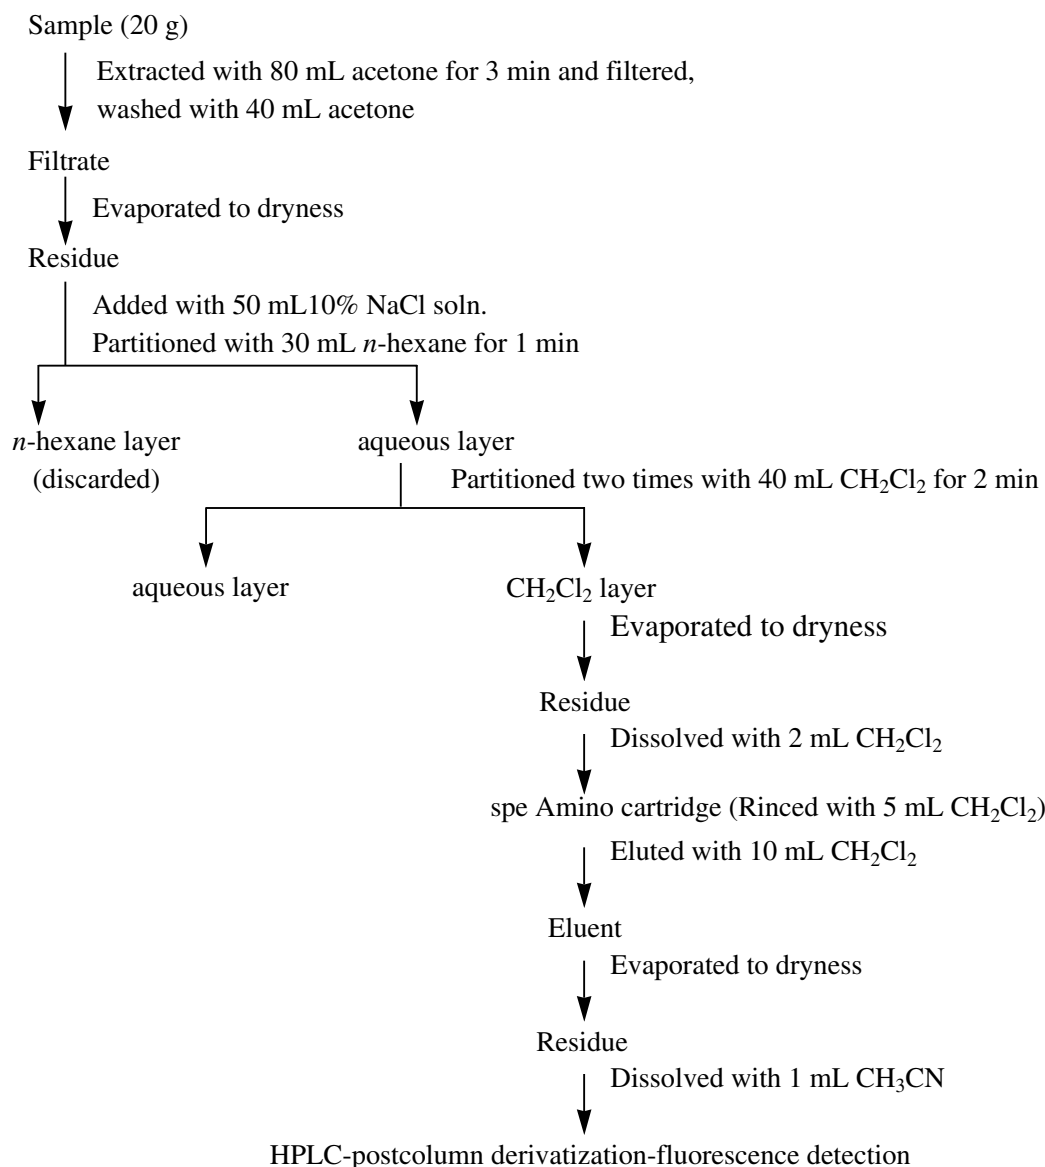 Sample (20 g)
Extracted with 80 mL acetone for 3 min and filtered,
washed with 40 mL acetone
Filtrate
Evaporated to dryness
Residue
Added with 50 mL10% NaCl soln.
Partitioned with 30 mL n-hexane for 1 min
n-hexane layer
(discarded)
aqueous layer
Partitioned two times with 40 mL CH₂Cl₂ for 2 min
aqueous layer
CH₂Cl₂ layer
Evaporated to dryness
Residue
Dissolved with 2 mL CH₂Cl₂
spe Amino cartridge (Rinced with 5 mL CH₂Cl₂)
Eluted with 10 mL CH₂Cl₂
Eluent
Evaporated to dryness
Residue
Dissolved with 1 mL CH₃CN
HPLC-postcolumn derivatization-fluorescence detection